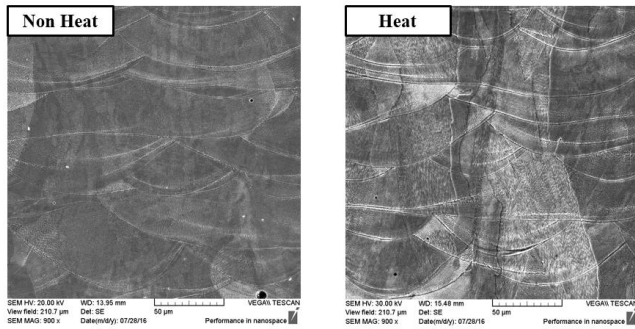 Non Heat
SEM HV: 20.00 kV WD: 13.95 mm VEGA\\ TESCAN
View field: 210.7 µm Det: SE 50 µm
SEM MAG: 900 x Date(m/d/y): 07/28/16 Performance in nanospace
Heat
SEM HV: 30.00 kV WD: 15.48 mm VEGA\\ TESCAN
View field: 210.7 µm Det: SE 50 µm
SEM MAG: 900 x Date(m/d/y): 07/28/16 Performance in nanospace